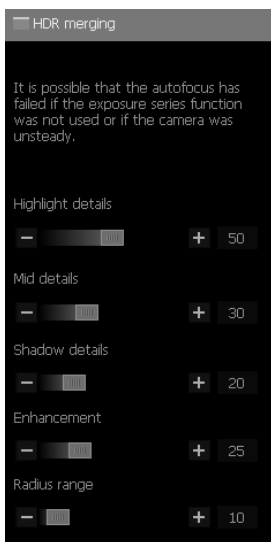 HDR merging
It is possible that the autofocus has
failed if the exposure series function
was not used or if the camera was
unsteady.
Highlight details
− + 50
Mid details
− + 30
Shadow details
− + 20
Enhancement
− + 25
Radius range
− + 10